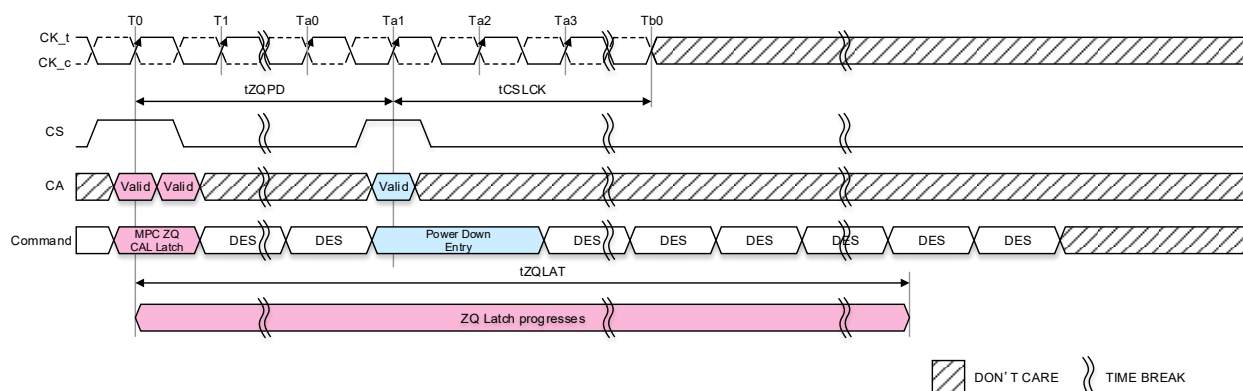 T0 T1 Ta0 Ta1 Ta2 Ta3 Tb0
CK_t
CK_c
tZQPD tCSLCK
CS
CA Valid Valid Valid
Command MPC ZQ CAL Latch DES DES Power Down Entry DES DES DES DES DES DES
tZQLAT
ZQ Latch progresses
DON'T CARE TIME BREAK